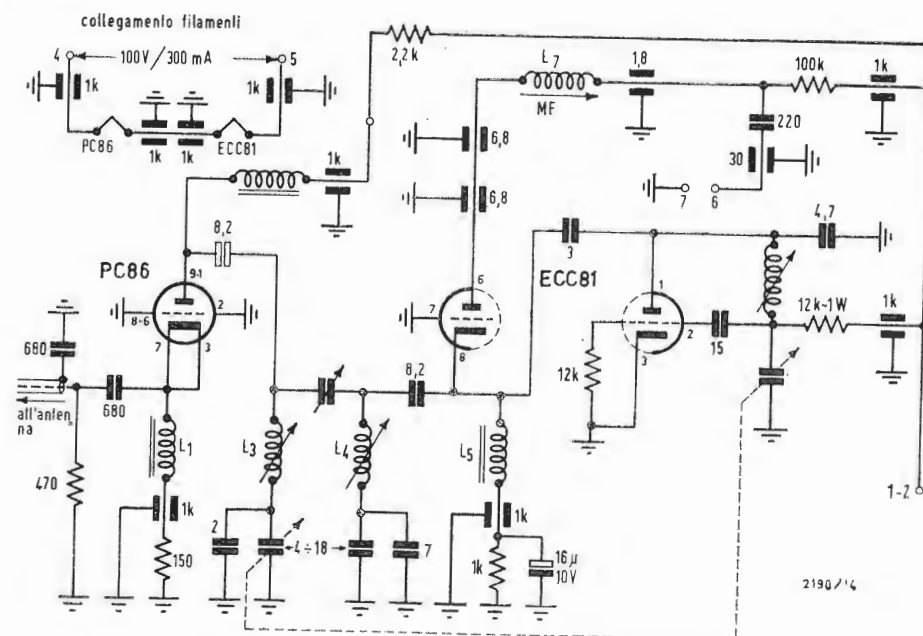 collegamento filamenti
4
100V/300 mA
5
1k
1k
PC86
1k
1k
ECC81
2,2k
L7
MF
1,8
100k
1k
220
30
7
6
6,8
6,8
1k
8,2
3
4,7
PC86
9-1
2
8-6
7
3
ECC81
6
7
8
1
2
3
15
12k-1W
1k
12k
680
all'anten
na
680
8,2
L1
L3
L4
L5
470
1k
150
2
4÷18
7
1k
1k
16µ
10V
1-2
2190/14